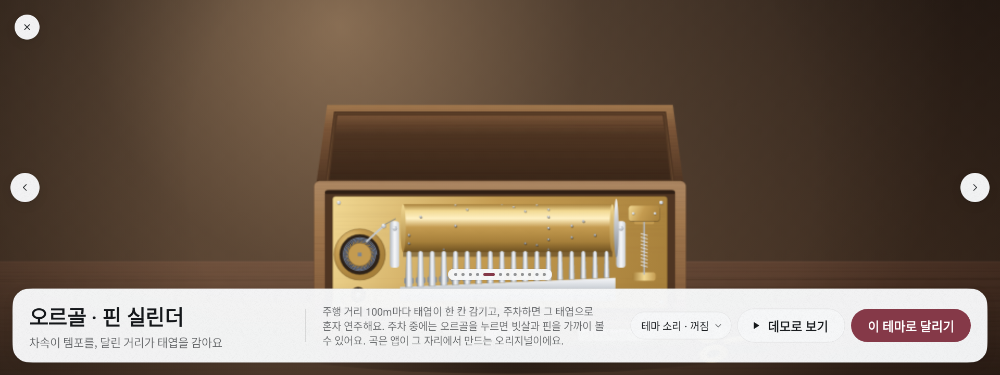 오르골 · 핀 실린더
차속이 템포를, 달린 거리가 태엽을 감아요
주행 거리 100m마다 태엽이 한 칸 감기고, 주차하면 그 태엽으로
혼자 연주해요. 주차 중에는 오르골을 누르면 빗살과 핀을 가까이 볼
수 있어요. 곡은 앱이 그 자리에서 만드는 오리지널이에요.
테마 소리 · 꺼짐
데모로 보기
이 테마로 달리기